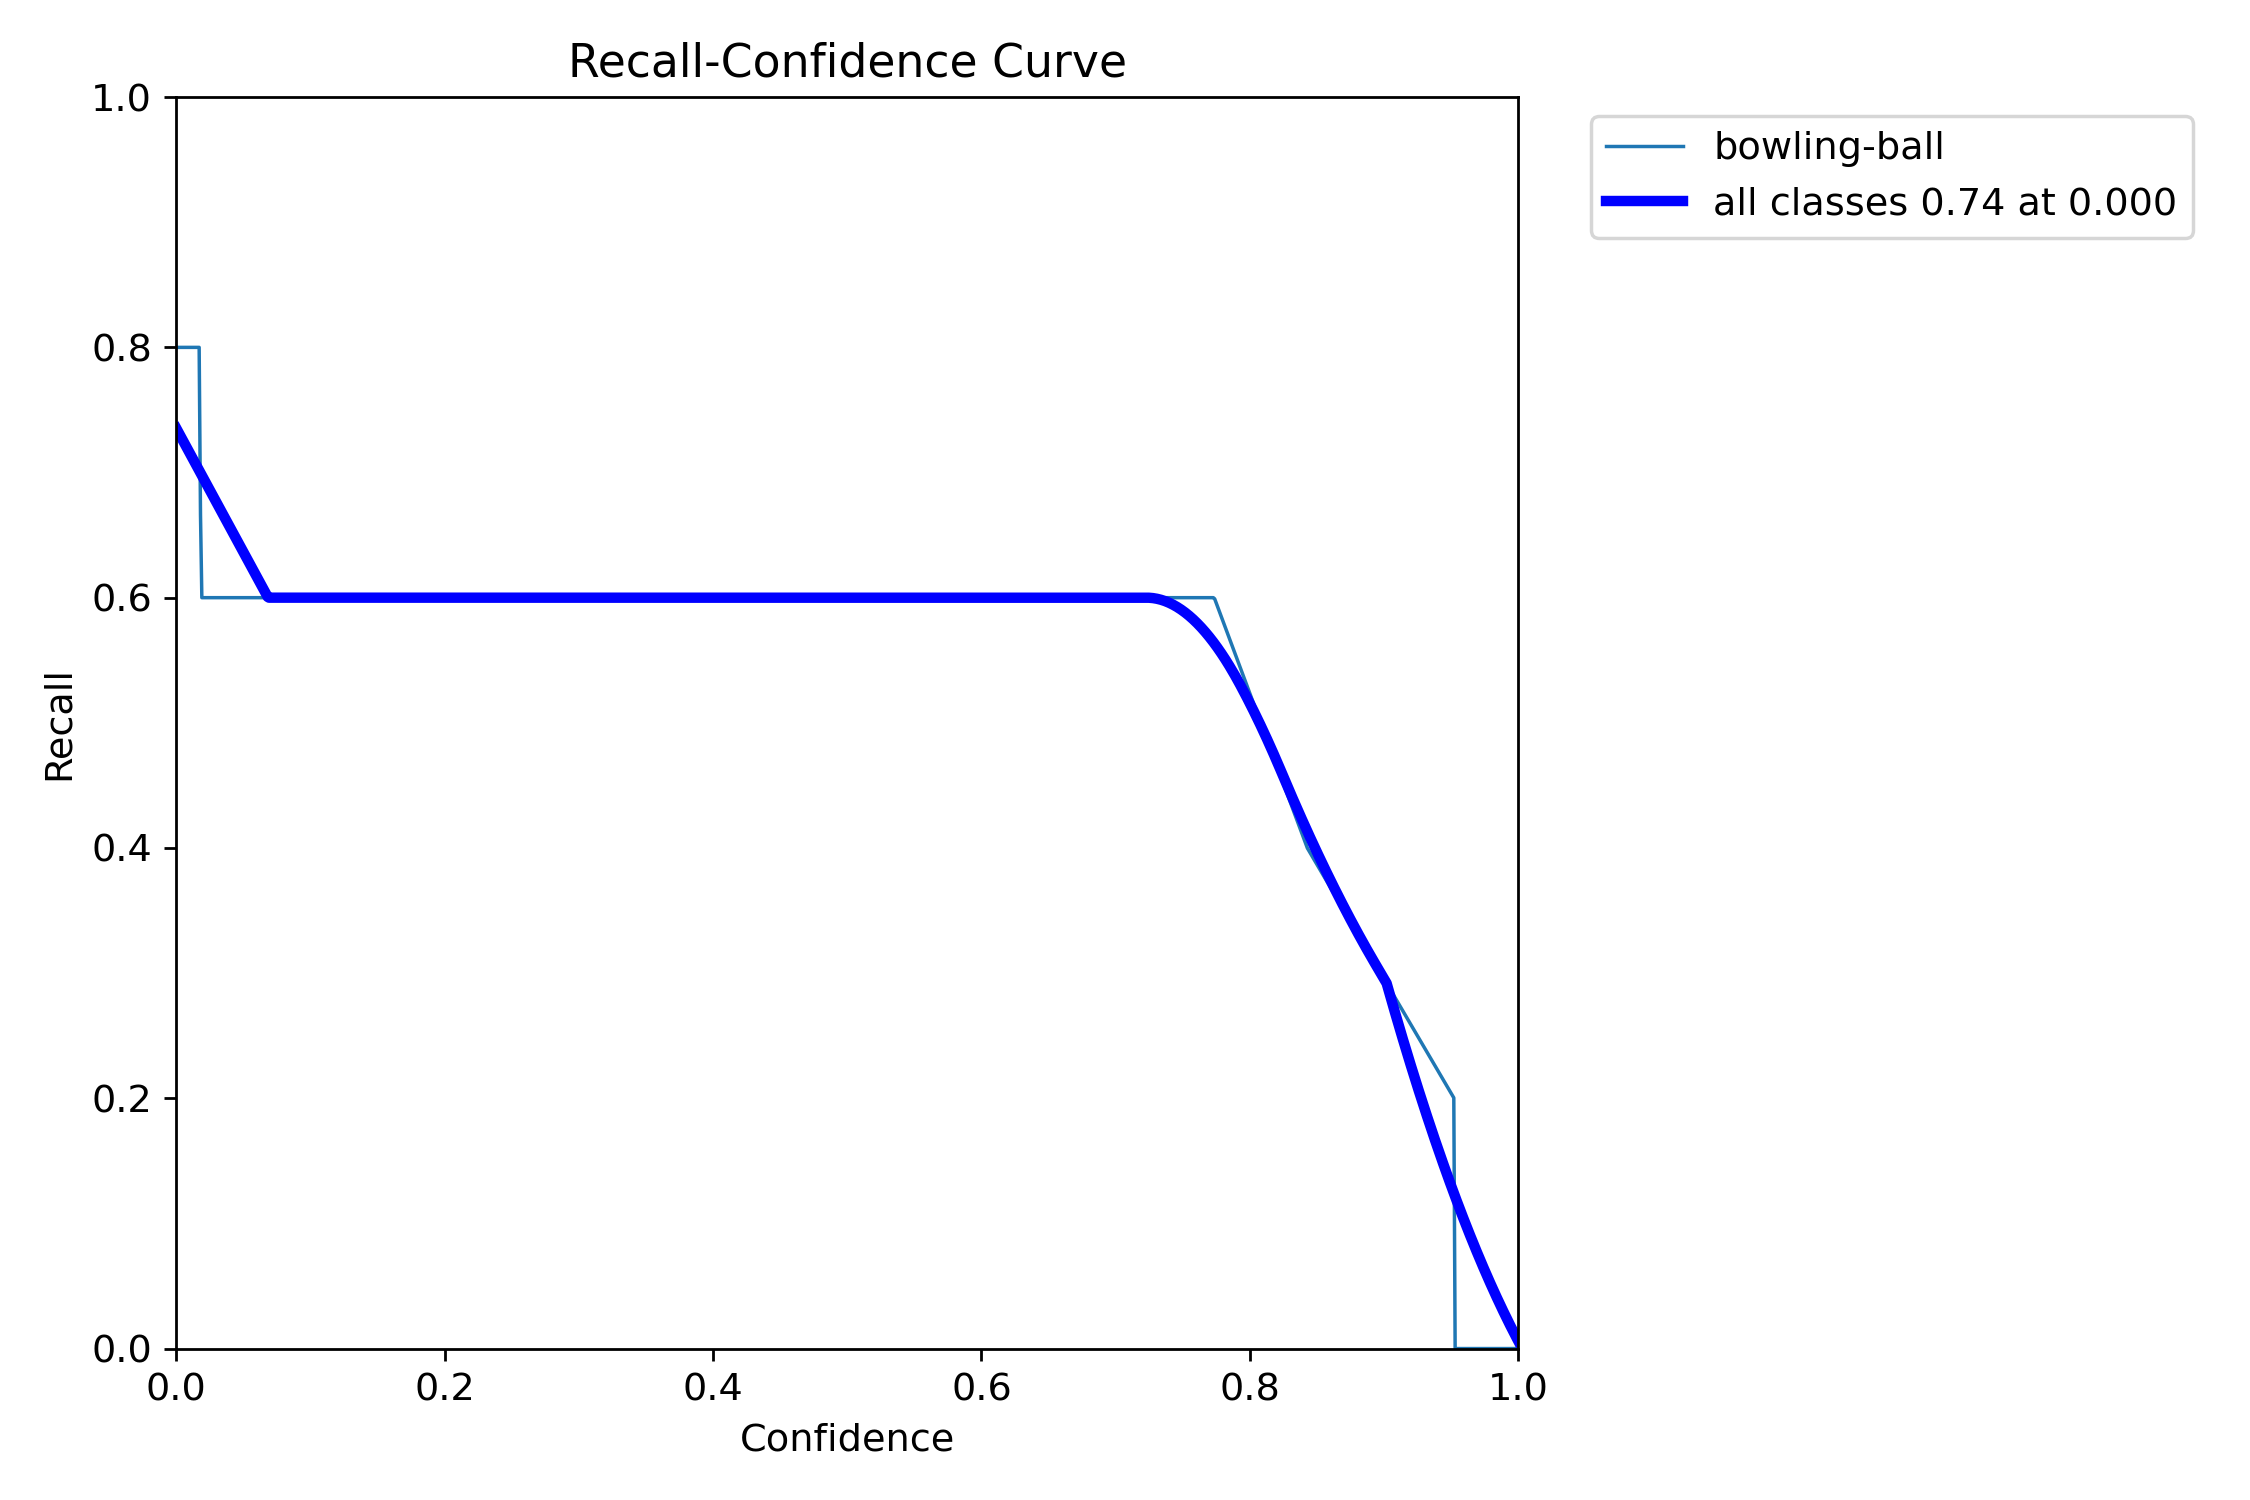 Recall-Confidence Curve
bowling-ball
all classes 0.74 at 0.000
Recall
1.0
0.8
0.6
0.4
0.2
0.0
0.0 0.2 0.4 0.6 0.8 1.0
Confidence